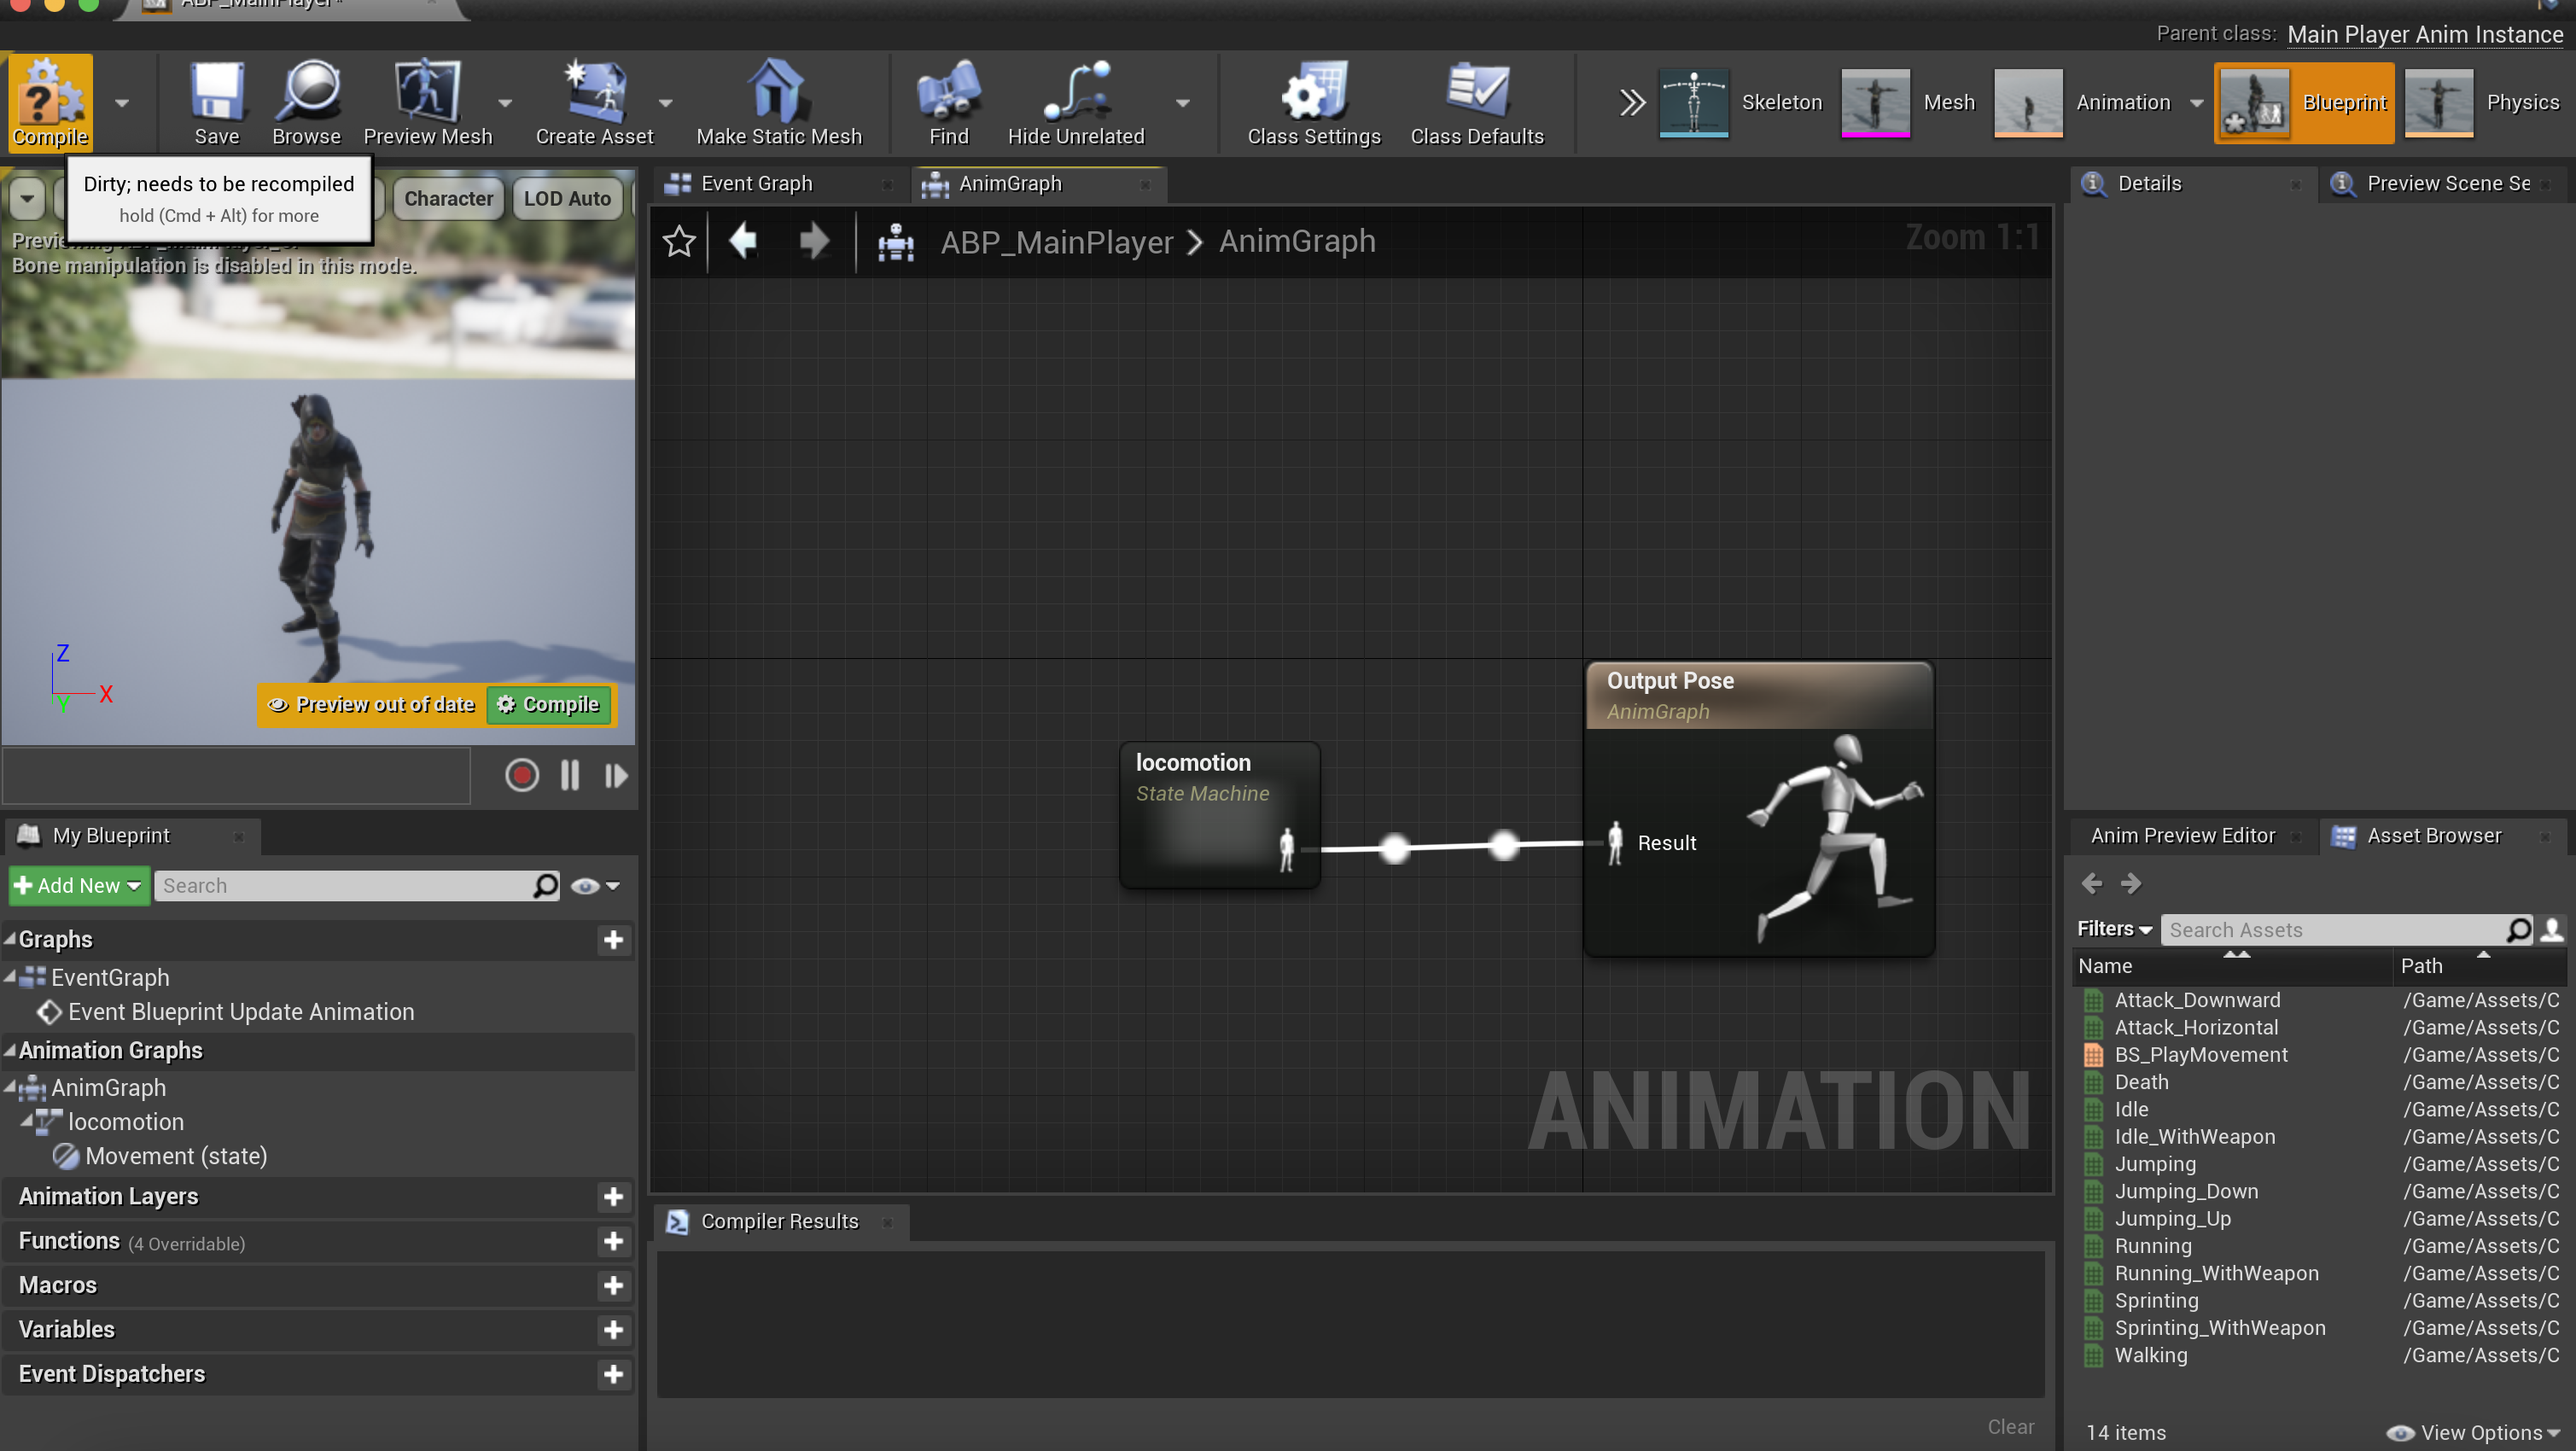 ABP_MainPlayer*
Parent class: Main Player Anim Instance
Compile
Save
Browse
Preview Mesh
Create Asset
Make Static Mesh
Find
Hide Unrelated
Class Settings
Class Defaults
Skeleton
Mesh
Animation
Blueprint
Physics
Dirty; needs to be recompiled
hold (Cmd + Alt) for more
Character
LOD Auto
Bone manipulation is disabled in this mode.
Z
X
Y
Preview out of date
Compile
Event Graph
AnimGraph
ABP_MainPlayer
AnimGraph
Zoom 1:1
locomotion
State Machine
Output Pose
AnimGraph
Result
ANIMATION
Details
Preview Scene Se
My Blueprint
Add New
Search
Graphs
EventGraph
Event Blueprint Update Animation
Animation Graphs
AnimGraph
locomotion
Movement (state)
Animation Layers
Functions (4 Overridable)
Macros
Variables
Event Dispatchers
Compiler Results
Clear
Anim Preview Editor
Asset Browser
Filters
Search Assets
Name Path
Attack_Downward /Game/Assets/C
Attack_Horizontal /Game/Assets/C
BS_PlayMovement /Game/Assets/C
Death /Game/Assets/C
Idle /Game/Assets/C
Idle_WithWeapon /Game/Assets/C
Jumping /Game/Assets/C
Jumping_Down /Game/Assets/C
Jumping_Up /Game/Assets/C
Running /Game/Assets/C
Running_WithWeapon /Game/Assets/C
Sprinting /Game/Assets/C
Sprinting_WithWeapon /Game/Assets/C
Walking /Game/Assets/C
14 items
View Options